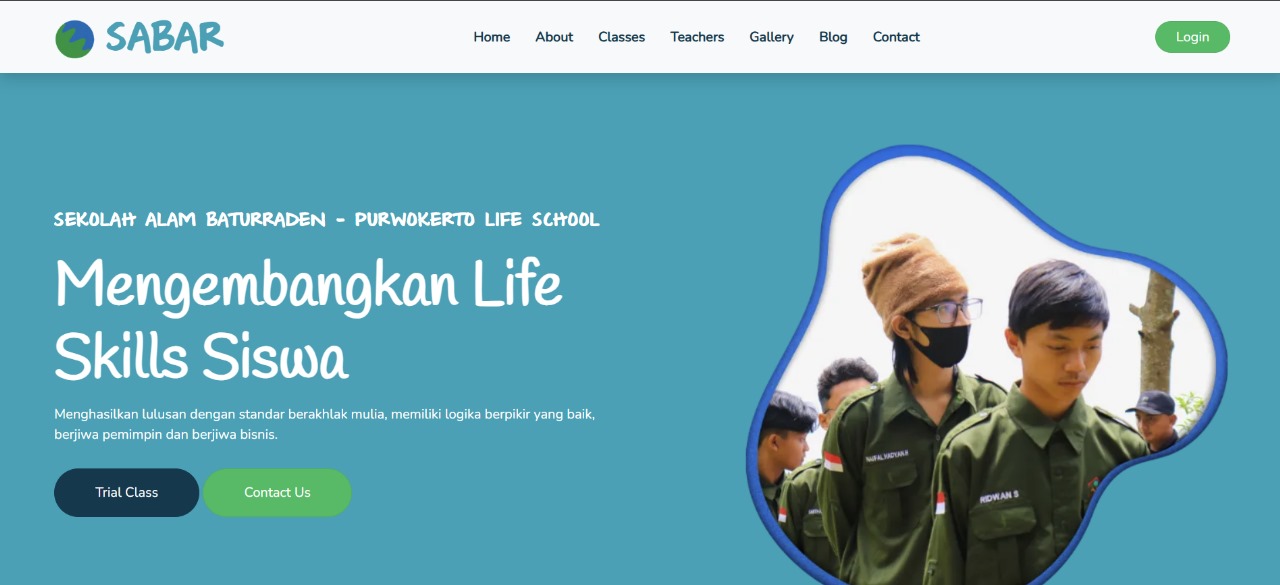 SABAR
Home About Classes Teachers Gallery Blog Contact
Login
SEKOLAH ALAM BATURRADEN - PURWOKERTO LIFE SCHOOL
Mengembangkan Life
Skills Siswa
Menghasilkan lulusan dengan standar berakhlak mulia, memiliki logika berpikir yang baik,
berjiwa pemimpin dan berjiwa bisnis.
Trial Class
Contact Us
RIDWAN S